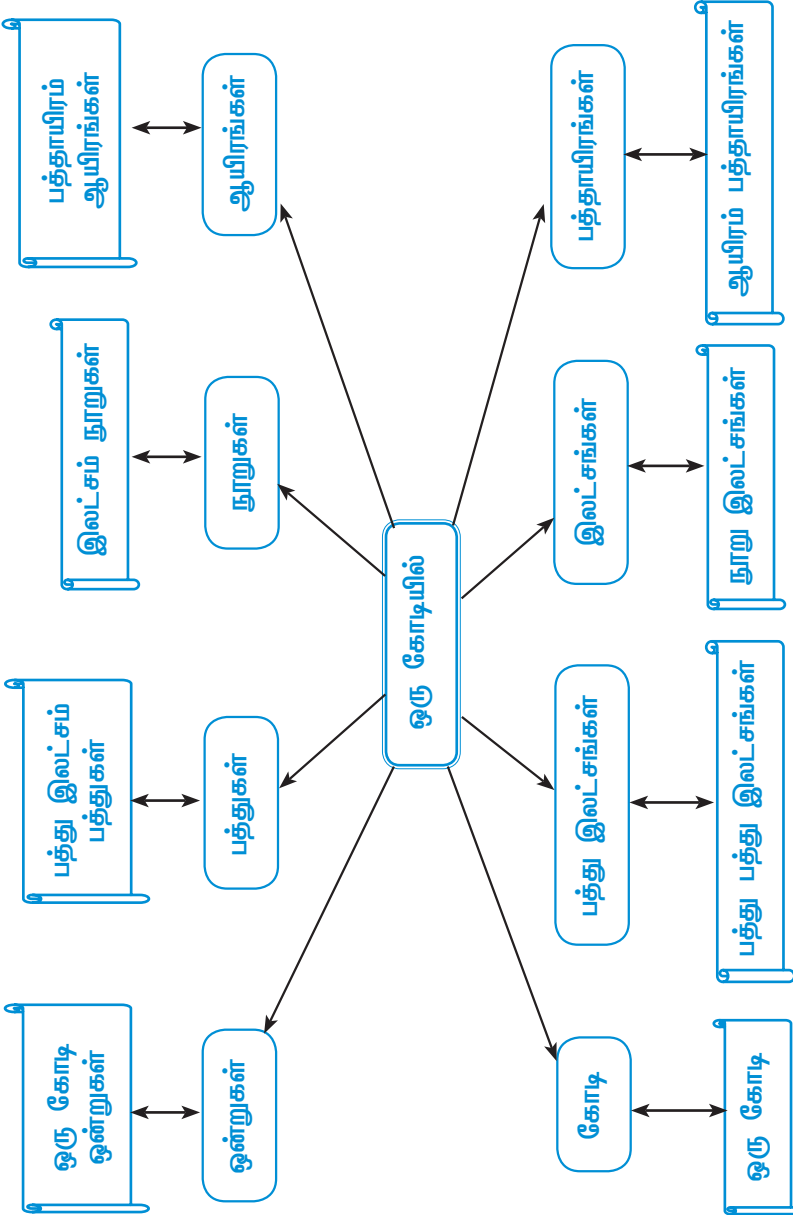 ஒரு கோடி
ஒன்றுகள்
பத்து இலட்சம்
பத்துகள்
இலட்சம் நூறுகள்
பத்தாயிரம்
ஆயிரங்கள்
ஒன்றுகள்
பத்துகள்
நூறுகள்
ஆயிரங்கள்
ஒரு கோடியில்
கோடி
பத்து இலட்சங்கள்
இலட்சங்கள்
பத்தாயிரங்கள்
ஒரு கோடி
பத்து பத்து இலட்சங்கள்
நூறு இலட்சங்கள்
ஆயிரம் பத்தாயிரங்கள்